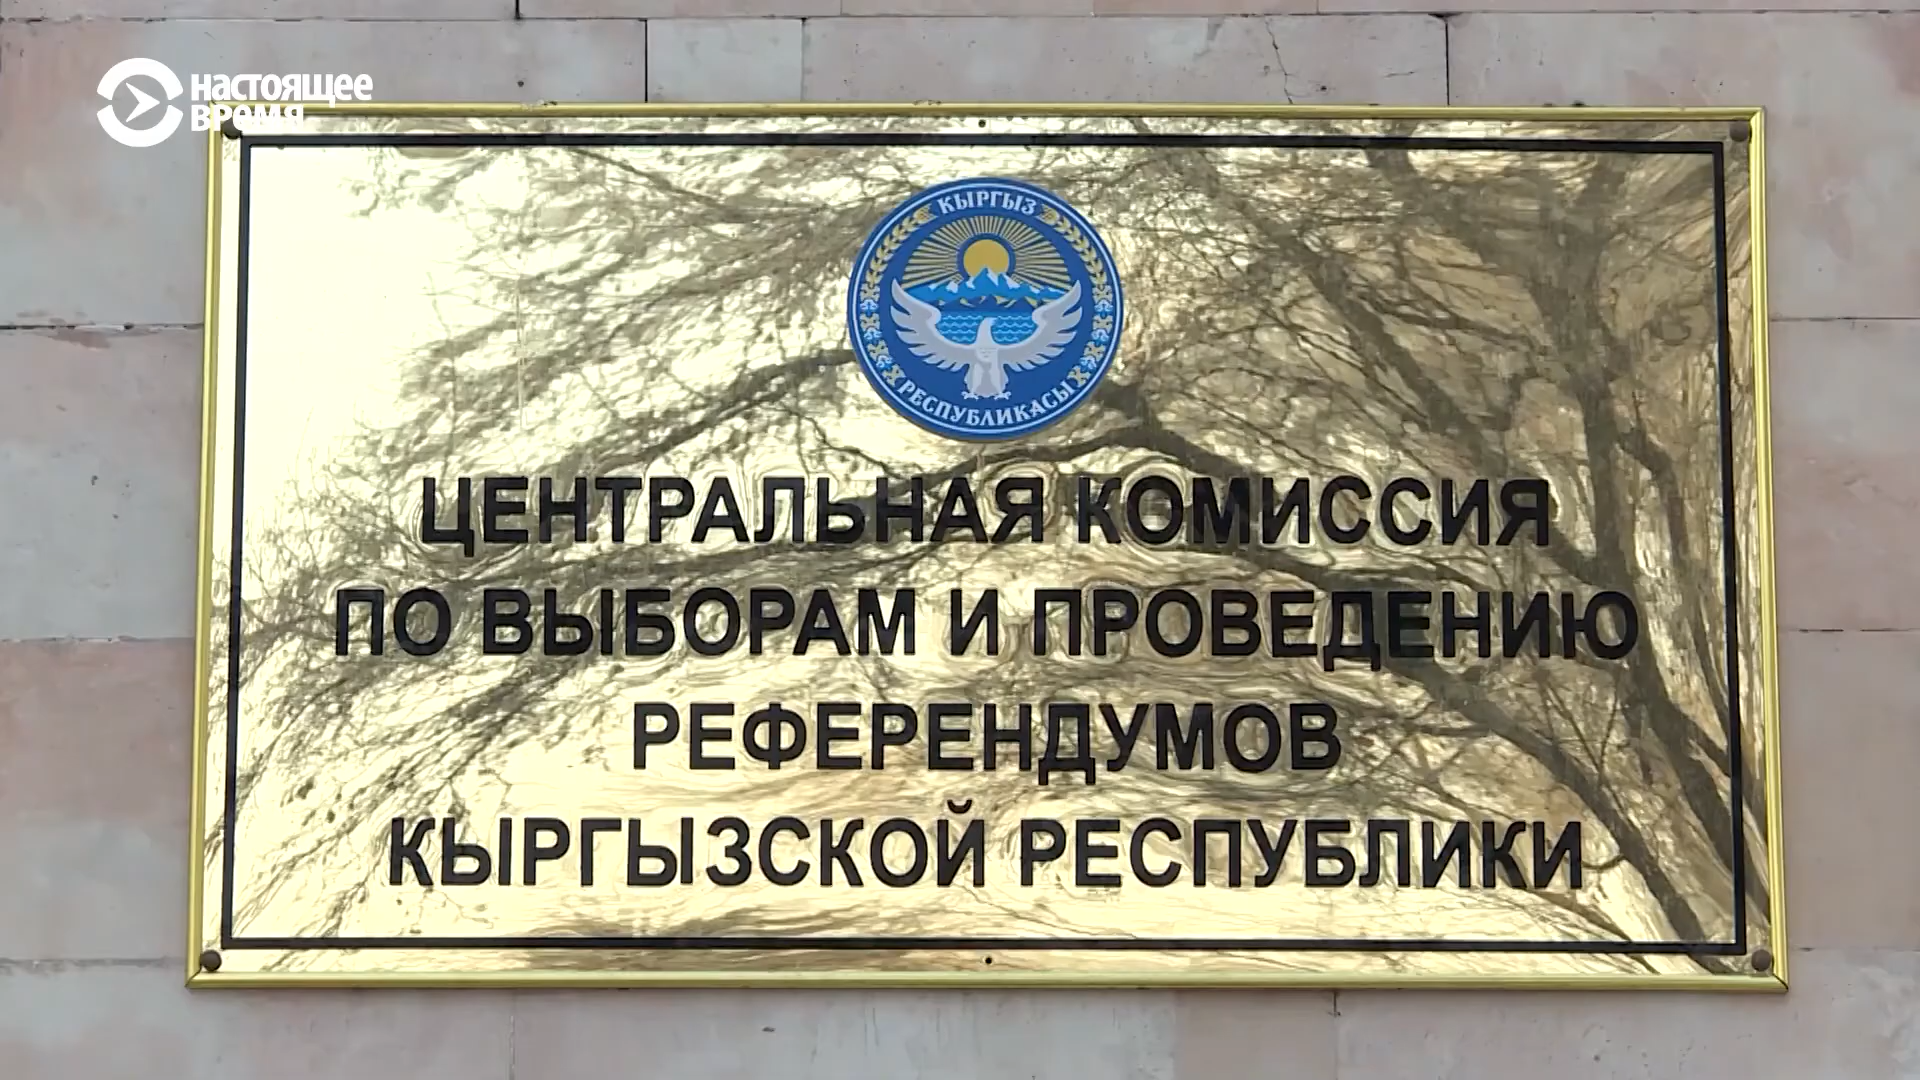 настоящее
время
КЫРГЫЗ
РЕСПУБЛИКАСЫ
ЦЕНТРАЛЬНАЯ КОМИССИЯ
ПО ВЫБОРАМ И ПРОВЕДЕНИЮ
РЕФЕРЕНДУМОВ
КЫРГЫЗСКОЙ РЕСПУБЛИКИ